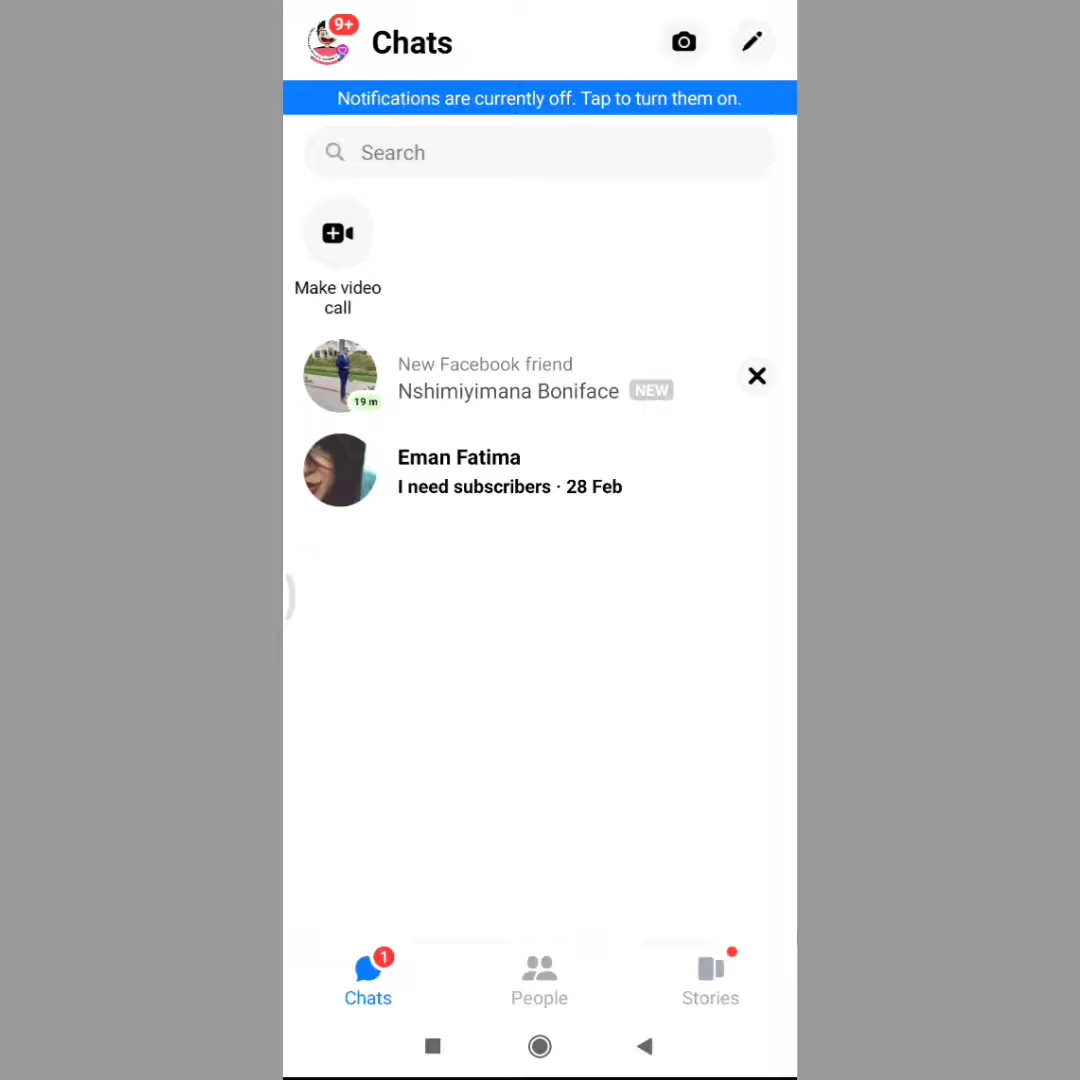 9+
Chats
Notifications are currently off. Tap to turn them on.
Search
Make video
call
New Facebook friend
Nshimiyimana Boniface NEW
19 m
Eman Fatima
I need subscribers · 28 Feb
1
Chats
People
Stories